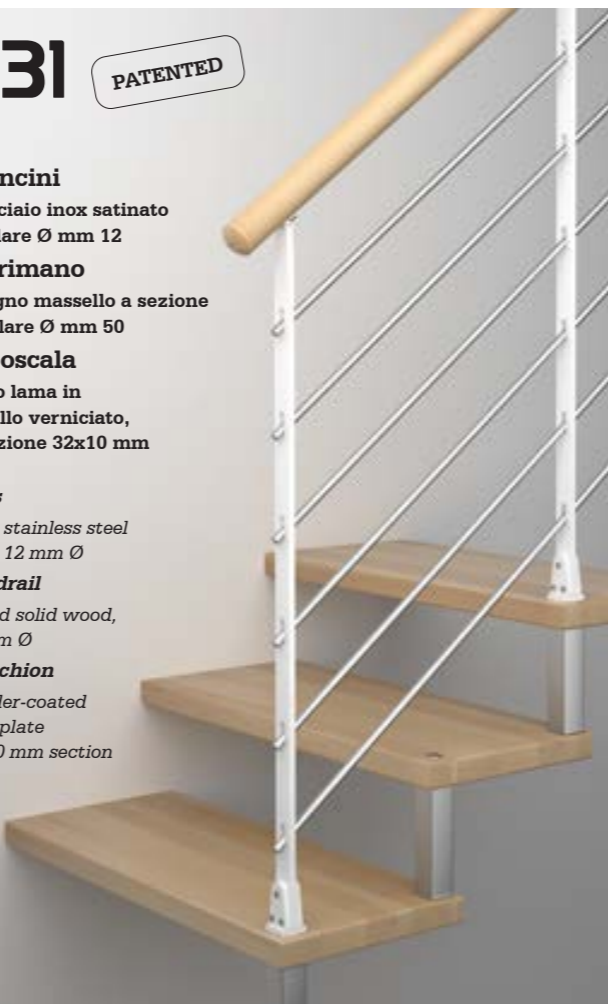 31
PATENTED
ncini
ciaio inox satinato
lare Ø mm 12
rimano
gno massello a sezione
lare Ø mm 50
oscala
o lama in
llo verniciato,
zione 32x10 mm
s
stainless steel
12 mm Ø
drail
d solid wood,
m Ø
chion
der-coated
plate
0 mm section